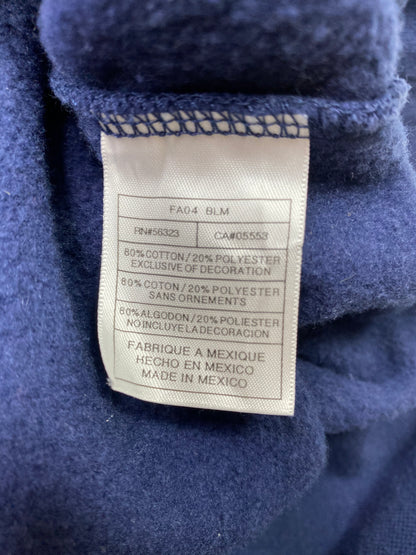 FA04 BLM
RN#56323 CA#05553
80%COTTON/20% POLYESTER
EXCLUSIVE OF DECORATION
80%COTON/20% POLYESTER
SANS ORNEMENTS
80%ALGODON/20% POLIESTER
NO INCLUYE LA DECORACION
FABRIQUE A MEXIQUE
HECHO EN MEXICO
MADE IN MEXICO